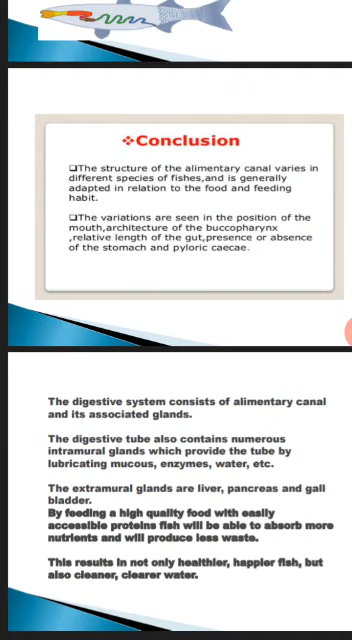 ❖Conclusion
❑The structure of the alimentary canal varies in
different species of fishes,and is generally
adapted in relation to the food and feeding
habit.
❑The variations are seen in the position of the
mouth,architecture of the buccopharynx
,relative length of the gut,presence or absence
of the stomach and pyloric caecae.
The digestive system consists of alimentary canal
and its associated glands.
The digestive tube also contains numerous
intramural glands which provide the tube by
lubricating mucous, enzymes, water, etc.
The extramural glands are liver, pancreas and gall
bladder.
By feeding a high quality food with easily
accessible proteins fish will be able to absorb more
nutrients and will produce less waste.
This results in not only healthier, happier fish, but
also cleaner, clearer water.